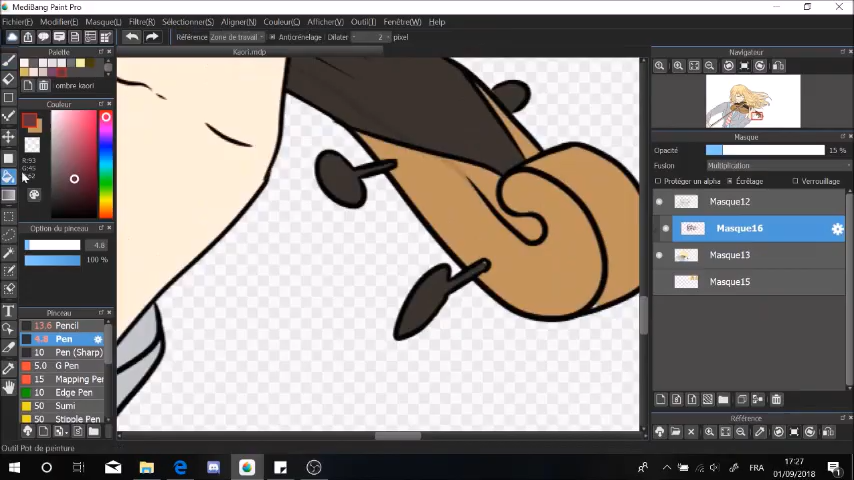 MediBang Paint Pro
Fichier(F) Modifier(E) Masque(L) Filtre(R) Sélectionner(S) Aligner(N) Couleur(C) Afficher(V) Outil(T) Fenêtre(W) Help
Référence Zone de travail Anticrénelage Dilater 2 pixel
Kaori.mdp
Palette
ombre kaori
Couleur
R:93
G:45
Option du pinceau
4.8
100 %
Pinceau
13.6 Pencil
4.8 Pen
10 Pen (Sharp)
5.0 G Pen
15 Mapping Pen
10 Edge Pen
50 Sumi
50 Stipple Pen
Navigateur
Masque
Opacité 15 %
Fusion Multiplication
Protéger un alpha Écrêtage Verrouillage
Masque12
Masque16
Masque13
Masque15
Référence
Outil Pot de peinture
FRA
17:27
01/09/2018